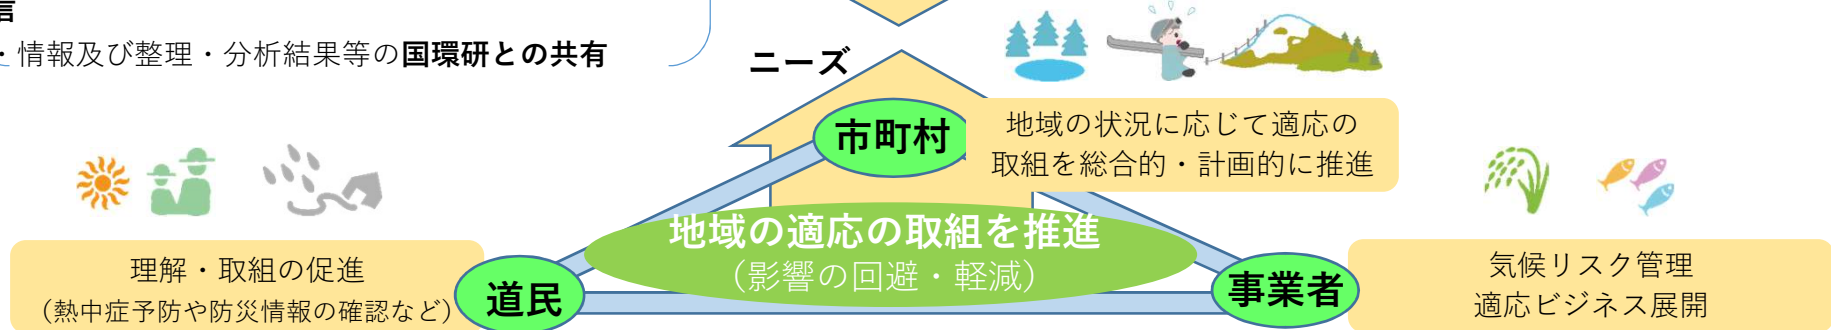 言
・情報及び整理・分析結果等の国環研との共有
ニーズ
市町村
地域の状況に応じて適応の
取組を総合的・計画的に推進
地域の適応の取組を推進
（影響の回避・軽減）
理解・取組の促進
（熱中症予防や防災情報の確認など）
道民
事業者
気候リスク管理
適応ビジネス展開